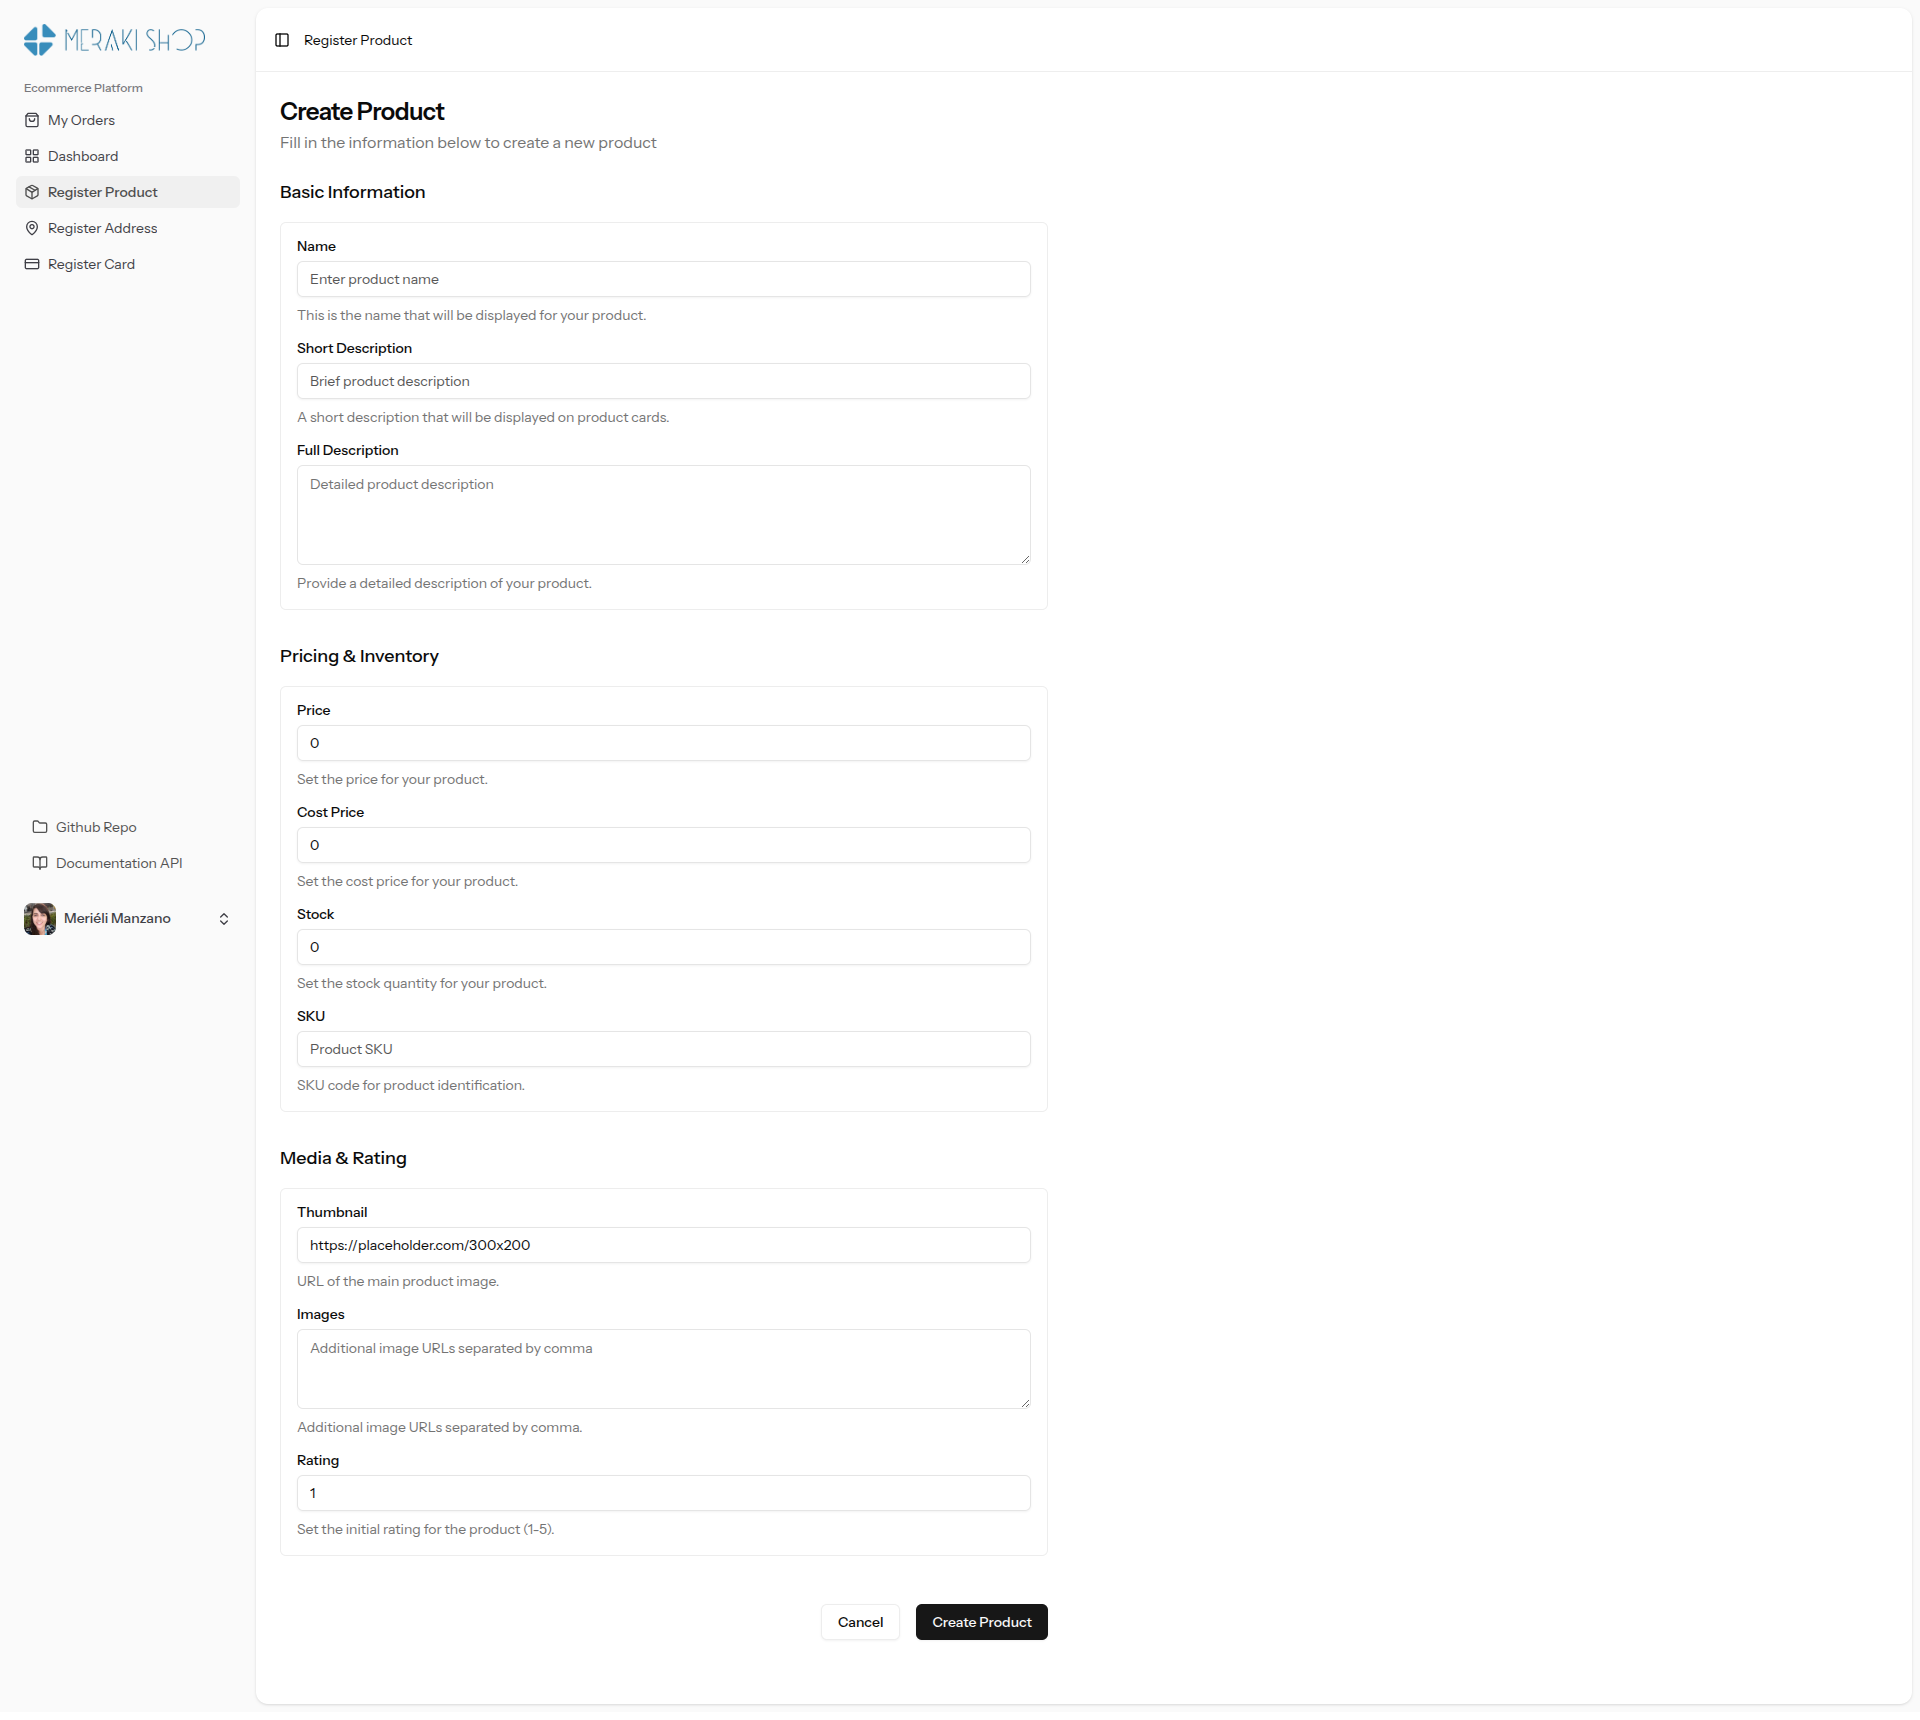 MERAKI SHOP
Ecommerce Platform
My Orders
Dashboard
Register Product
Register Address
Register Card
Github Repo
Documentation API
Meriéli Manzano
Register Product
Create Product
Fill in the information below to create a new product
Basic Information
Name
Enter product name
This is the name that will be displayed for your product.
Short Description
Brief product description
A short description that will be displayed on product cards.
Full Description
Detailed product description
Provide a detailed description of your product.
Pricing & Inventory
Price
0
Set the price for your product.
Cost Price
0
Set the cost price for your product.
Stock
0
Set the stock quantity for your product.
SKU
Product SKU
SKU code for product identification.
Media & Rating
Thumbnail
https://placeholder.com/300x200
URL of the main product image.
Images
Additional image URLs separated by comma
Additional image URLs separated by comma.
Rating
1
Set the initial rating for the product (1-5).
Cancel
Create Product